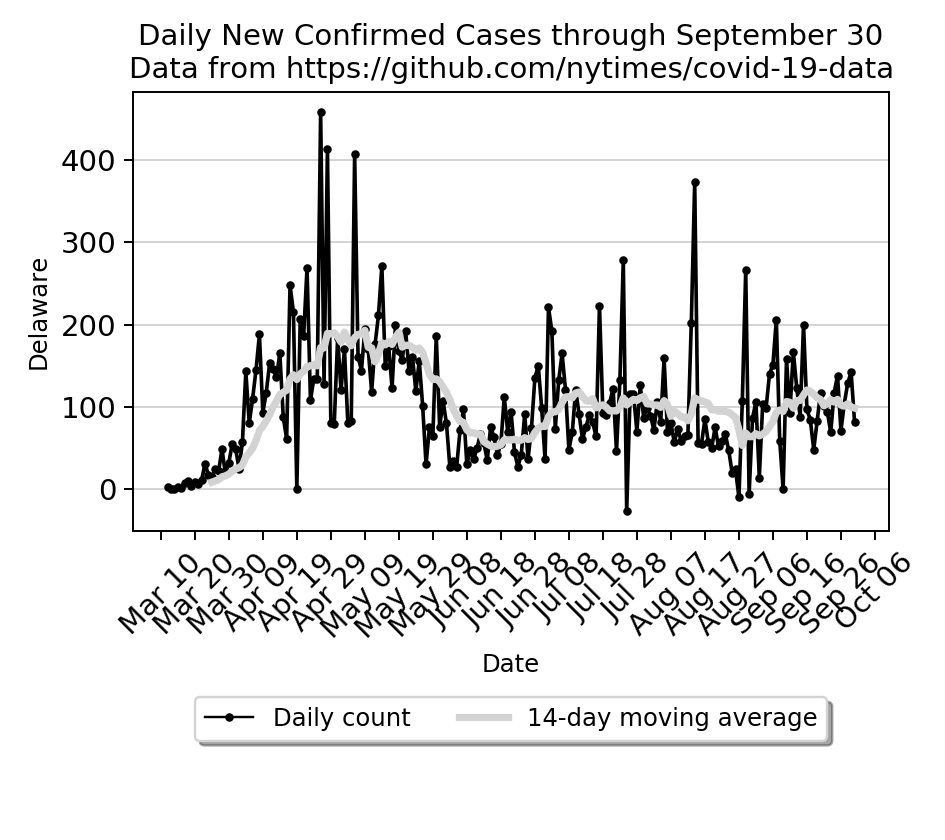 Daily New Confirmed Cases through September 30
Data from https://github.com/nytimes/covid-19-data
Delaware
400
300
200
100
0
Mar 10
Mar 20
Mar 30
Apr 09
Apr 19
Apr 29
May 09
May 19
May 29
Jun 08
Jun 18
Jun 28
Jul 08
Jul 18
Jul 28
Aug 07
Aug 17
Aug 27
Sep 06
Sep 16
Sep 26
Oct 06
Date
Daily count
14-day moving average